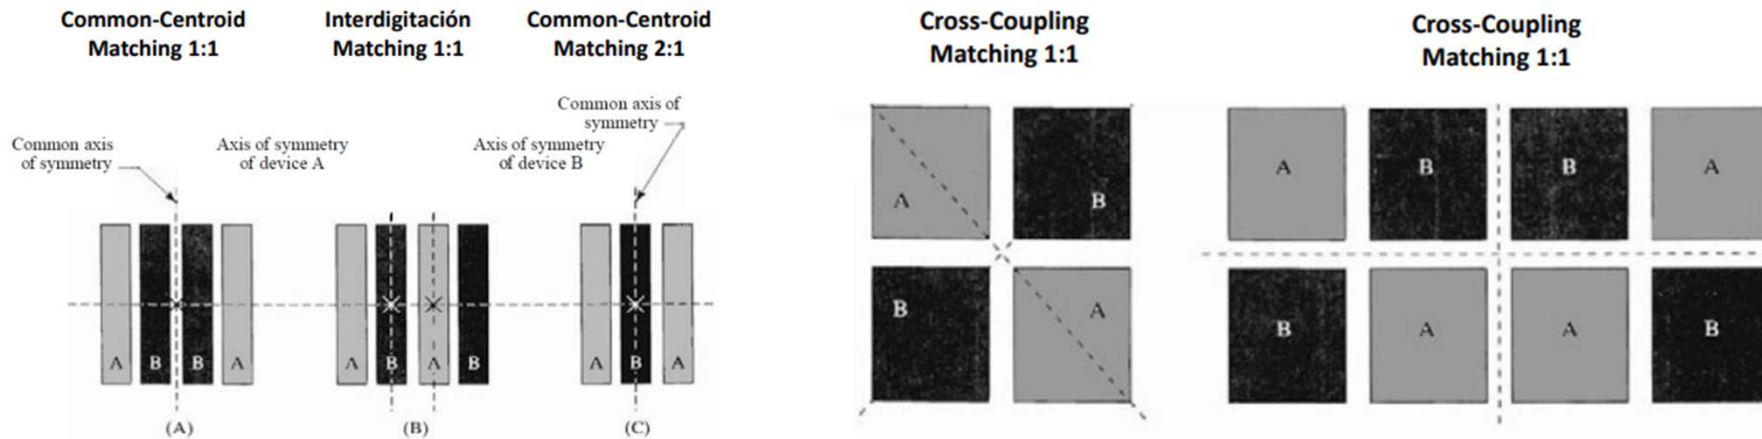 Common-Centroid
Matching 1:1
Interdigitación
Matching 1:1
Common-Centroid
Matching 2:1
Cross-Coupling
Matching 1:1
Cross-Coupling
Matching 1:1
Common axis
of symmetry
Axis of symmetry
of device A
Axis of symmetry
of device B
Common axis of
symmetry
A B B A
(A)
A B A B
(B)
A B A
(C)
A B
B A
A B B A
B A A B